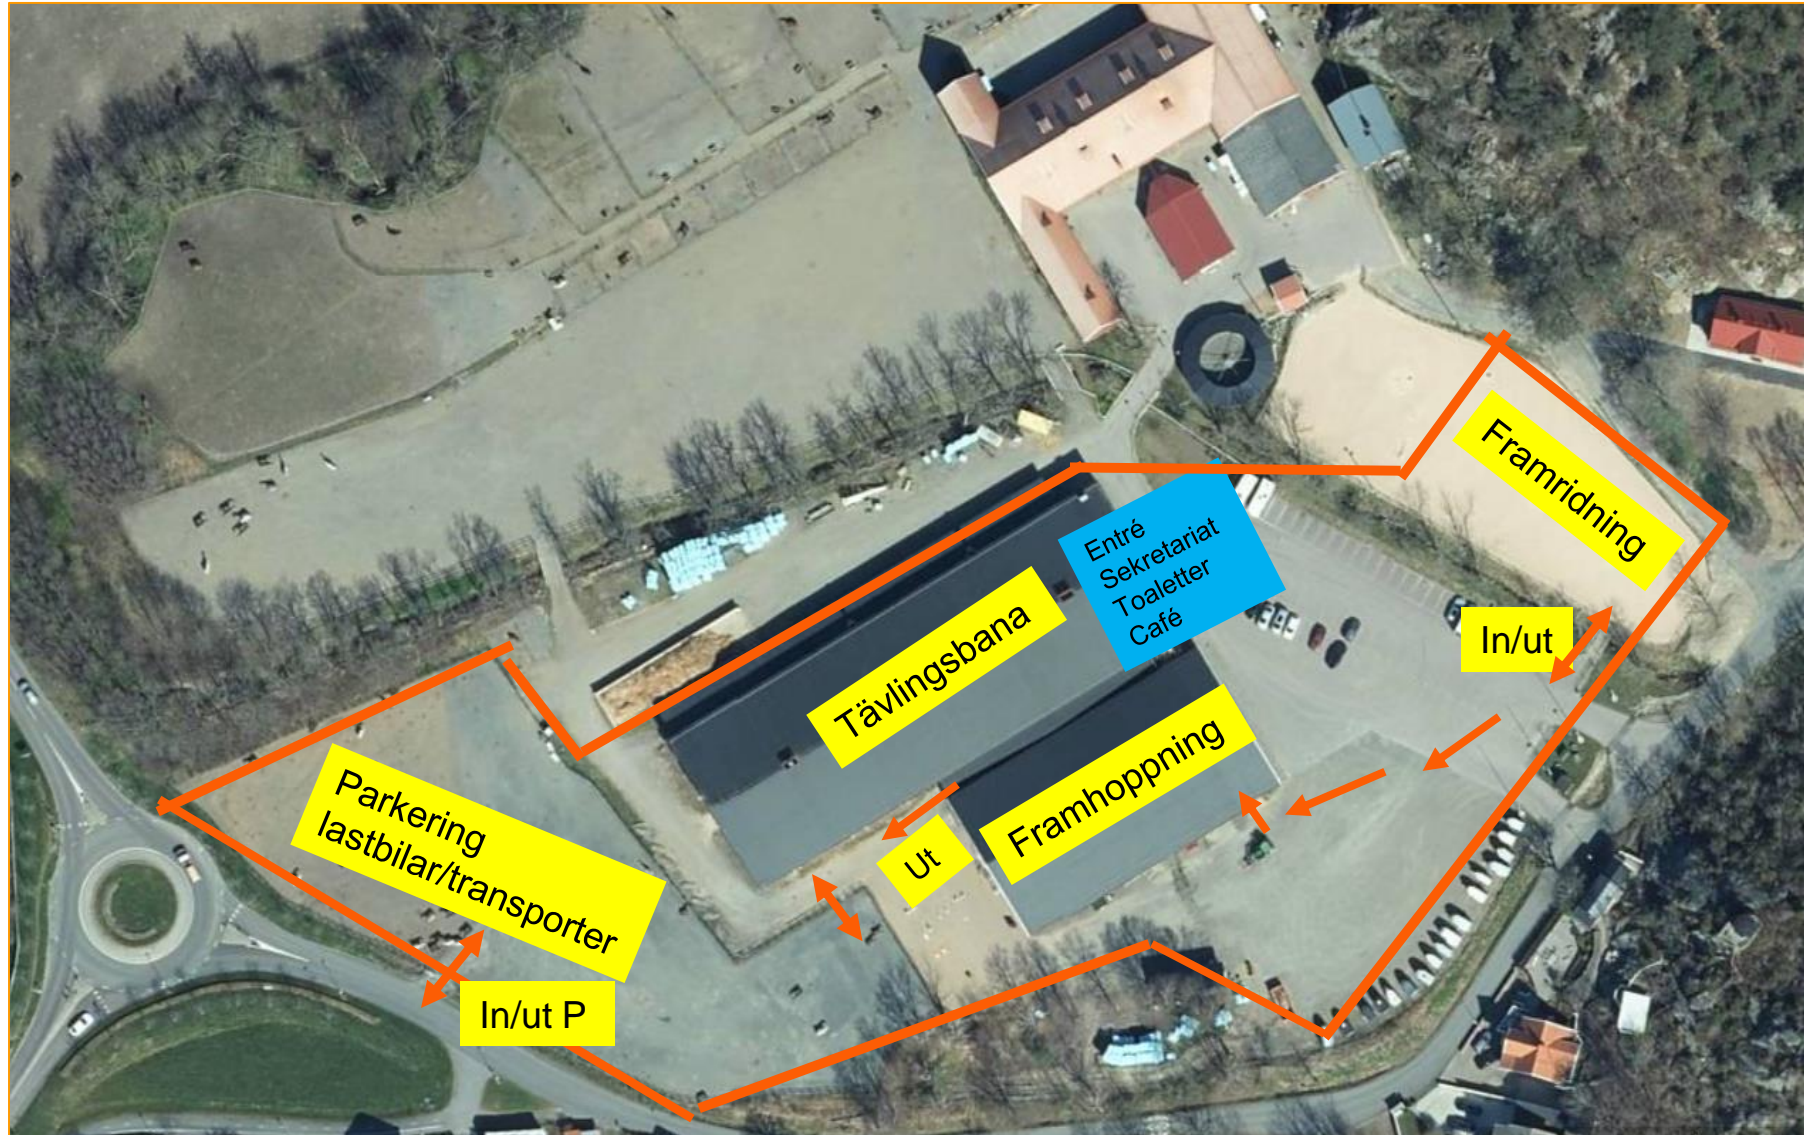 Framridning
Entré
Sekretariat
Toaletter
Café
In/ut
Tävlingsbana
Framhoppning
Ut
Parkering
lastbilar/transporter
In/ut P